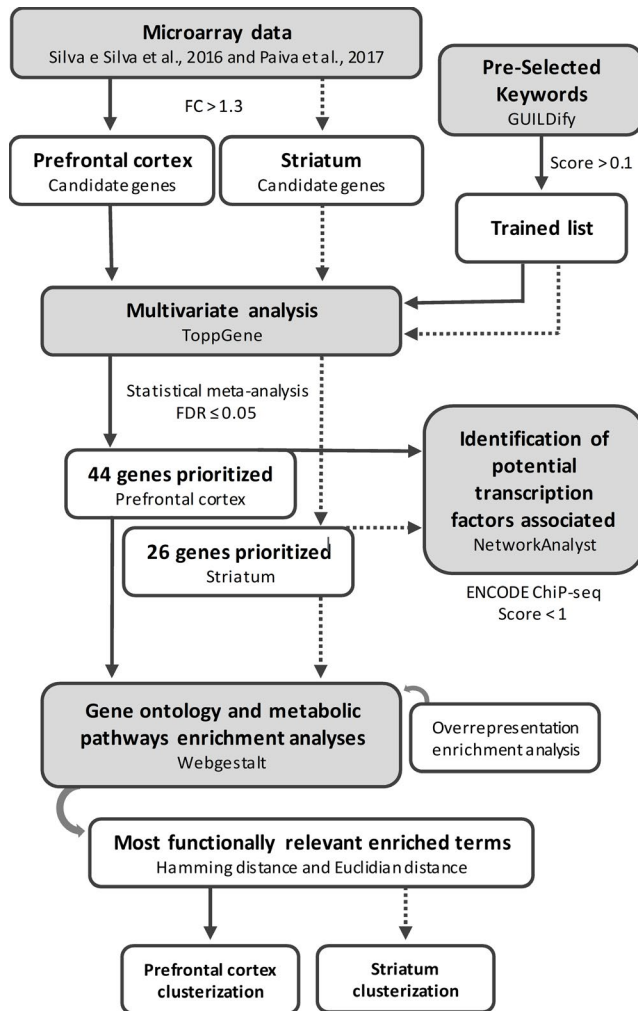 Microarray data
Silva e Silva et al., 2016 and Paiva et al., 2017
Pre-Selected
Keywords
GUILDify
FC > 1.3
Prefrontal cortex
Candidate genes
Striatum
Candidate genes
Score > 0.1
Trained list
Multivariate analysis
ToppGene
Statistical meta-analysis
FDR ≤ 0.05
44 genes prioritized
Prefrontal cortex
Identification of
potential
transcription
factors associated
NetworkAnalyst
26 genes prioritized
Striatum
ENCODE ChiP-seq
Score < 1
Gene ontology and metabolic
pathways enrichment analyses
Webgestalt
Overrepresentation
enrichment analysis
Most functionally relevant enriched terms
Hamming distance and Euclidian distance
Prefrontal cortex
clusterization
Striatum
clusterization